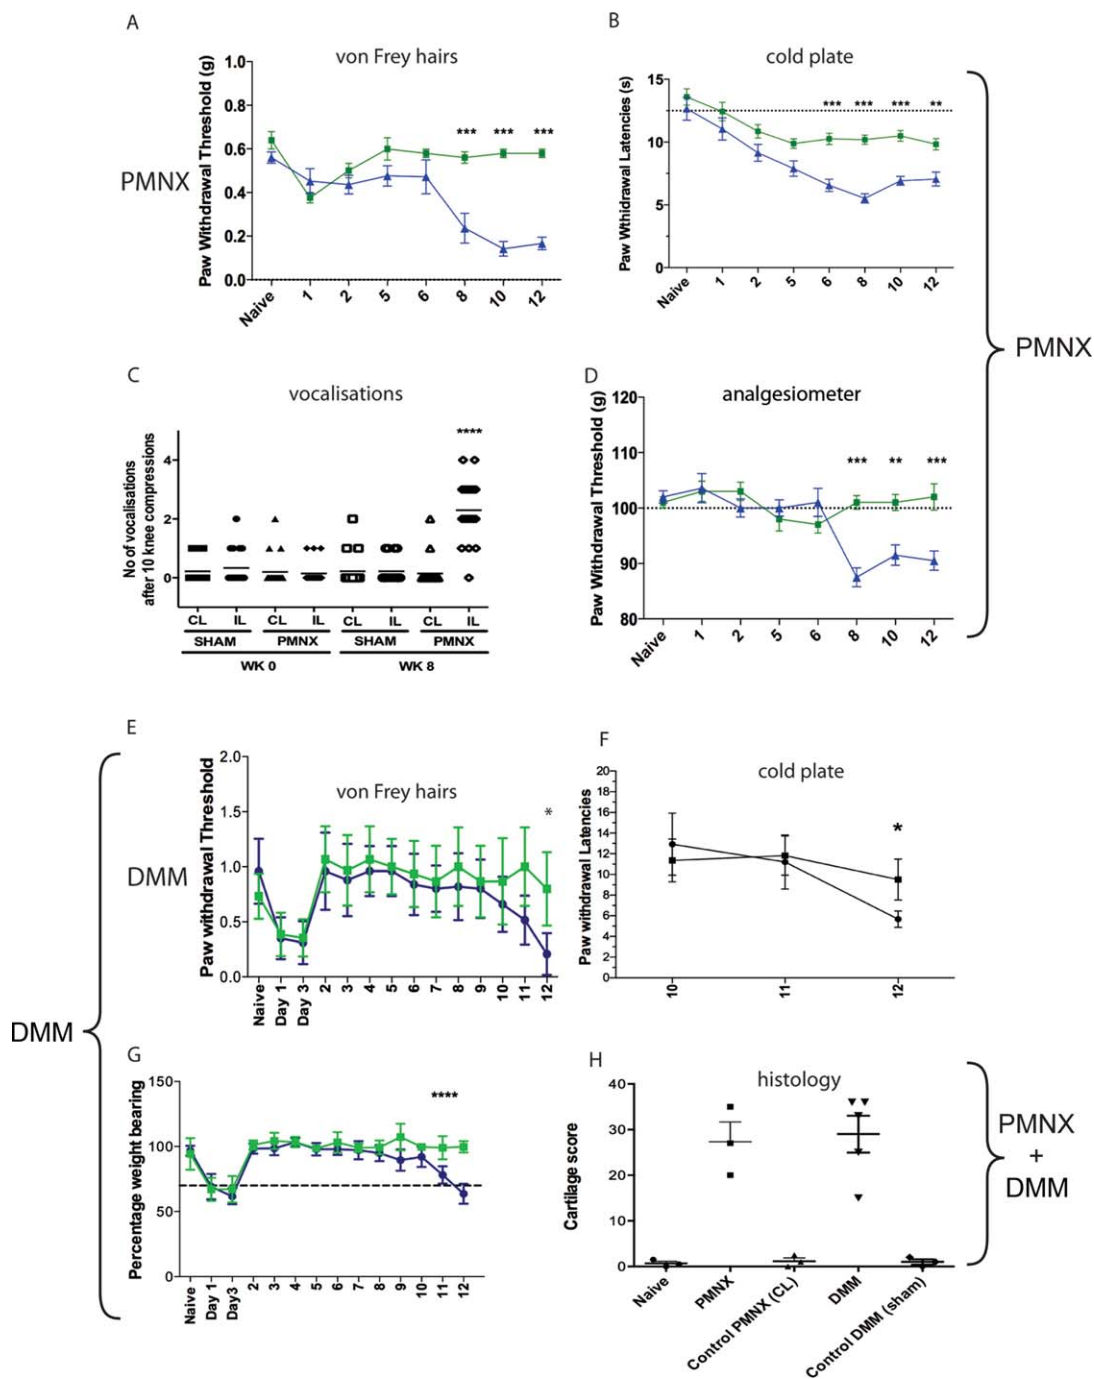 A
von Frey hairs
Paw Withdrawal Threshold (g)
1.0
0.8
0.6
0.4
0.2
0.0
*** *** ***
Naive 1 2 5 6 8 10 12
PMNX
B
cold plate
Paw Wthidrawal Latencies (s)
15
10
5
0
*** *** *** **
Naive 1 2 5 6 8 10 12
PMNX
C
vocalisations
No of vocalisations
after 10 knee compressions
4
2
0
****
CL IL CL IL CL IL CL IL
SHAM PMNX SHAM PMNX
WK 0 WK 8
D
analgesiometer
Paw Withdrawal Threshold (g)
120
110
100
90
80
*** ** ***
Naive 1 2 5 6 8 10 12
E
von Frey hairs
Paw withdrawal Threshold
2.0
1.5
1.0
0.5
0.0
*
Naive Day 1 Day 3 2 3 4 5 6 7 8 9 10 11 12
DMM
F
cold plate
Paw withdrawal Latencies
20
18
16
14
12
10
8
6
4
2
0
*
10 11 12
DMM
G
Percentage weight bearing
150
100
50
0
****
Naive Day 1 Day3 2 3 4 5 6 7 8 9 10 11 12
H
histology
Cartilage score
40
30
20
10
0
Naive PMNX Control PMNX (CL) DMM Control DMM (sham)
PMNX
+
DMM